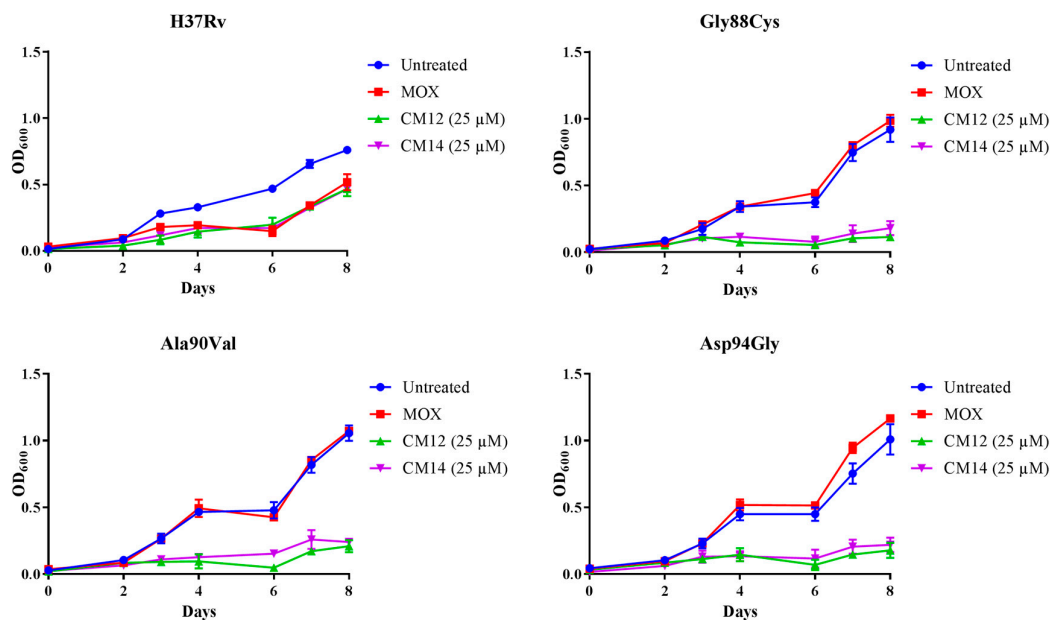 H37Rv
1.5
1.0
0.5
0.0
OD600
0 2 4 6 8
Days
Untreated
MOX
CM12 (25 µM)
CM14 (25 µM)
Gly88Cys
1.5
1.0
0.5
0.0
OD600
0 2 4 6 8
Days
Untreated
MOX
CM12 (25 µM)
CM14 (25 µM)
Ala90Val
1.5
1.0
0.5
0.0
OD600
0 2 4 6 8
Days
Untreated
MOX
CM12 (25 µM)
CM14 (25 µM)
Asp94Gly
1.5
1.0
0.5
0.0
OD600
0 2 4 6 8
Days
Untreated
MOX
CM12 (25 µM)
CM14 (25 µM)